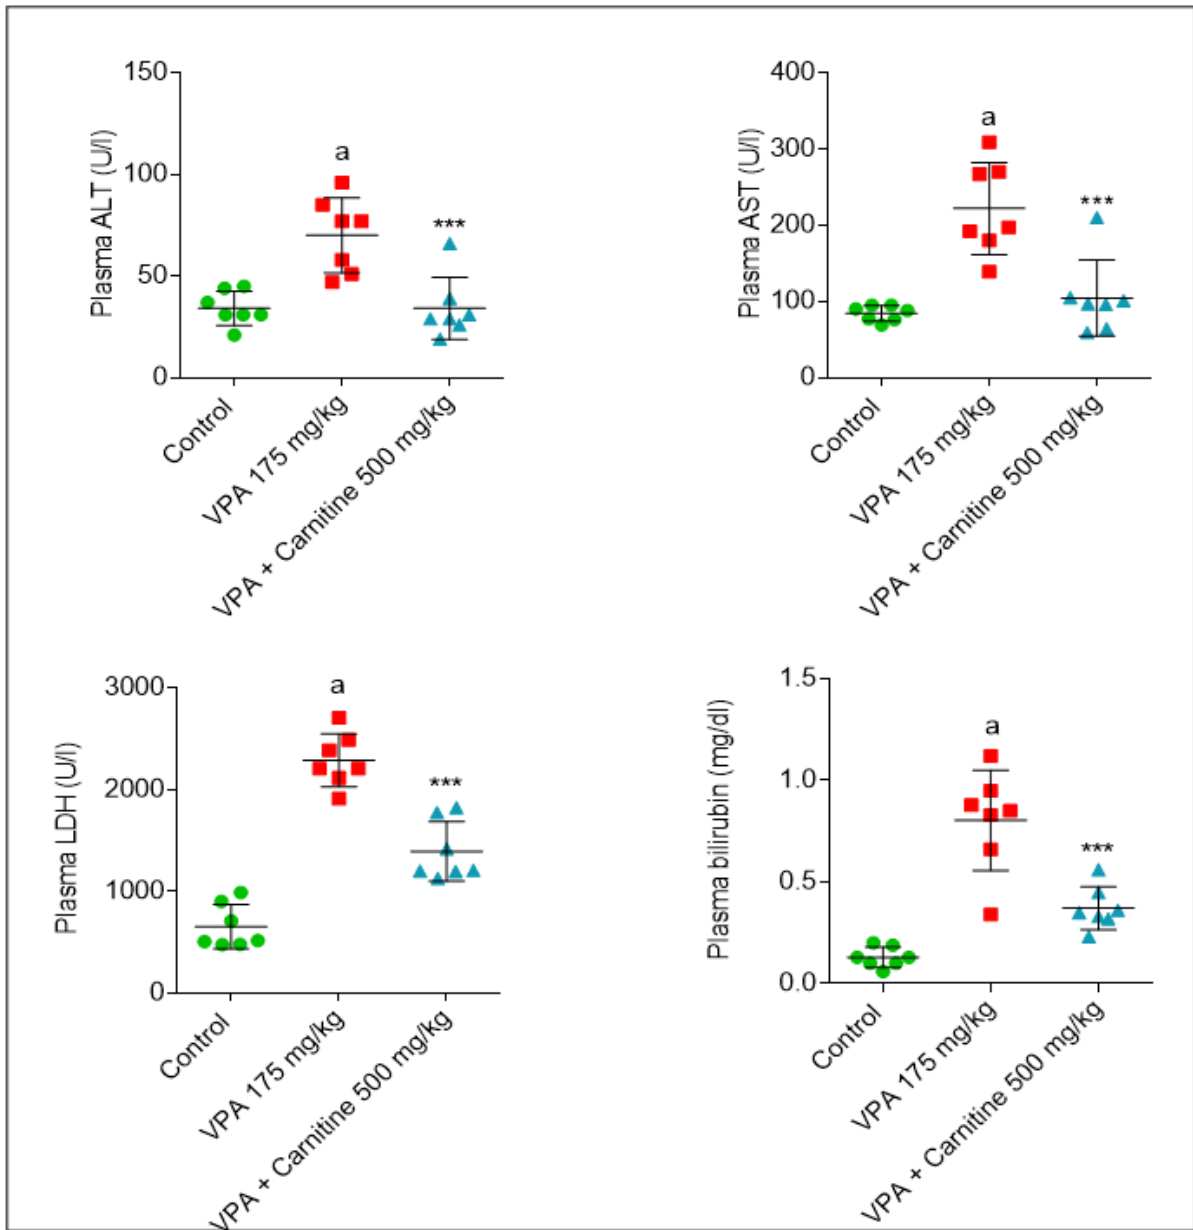 Plasma ALT (U/l)
150
100
50
0
a
***
Control
VPA 175 mg/kg
VPA + Carnitine 500 mg/kg
Plasma AST (U/l)
400
300
200
100
0
a
***
Control
VPA 175 mg/kg
VPA + Carnitine 500 mg/kg
Plasma LDH (U/l)
3000
2000
1000
0
a
***
Control
VPA 175 mg/kg
VPA + Carnitine 500 mg/kg
Plasma bilirubin (mg/dl)
1.5
1.0
0.5
0.0
a
***
Control
VPA 175 mg/kg
VPA + Carnitine 500 mg/kg